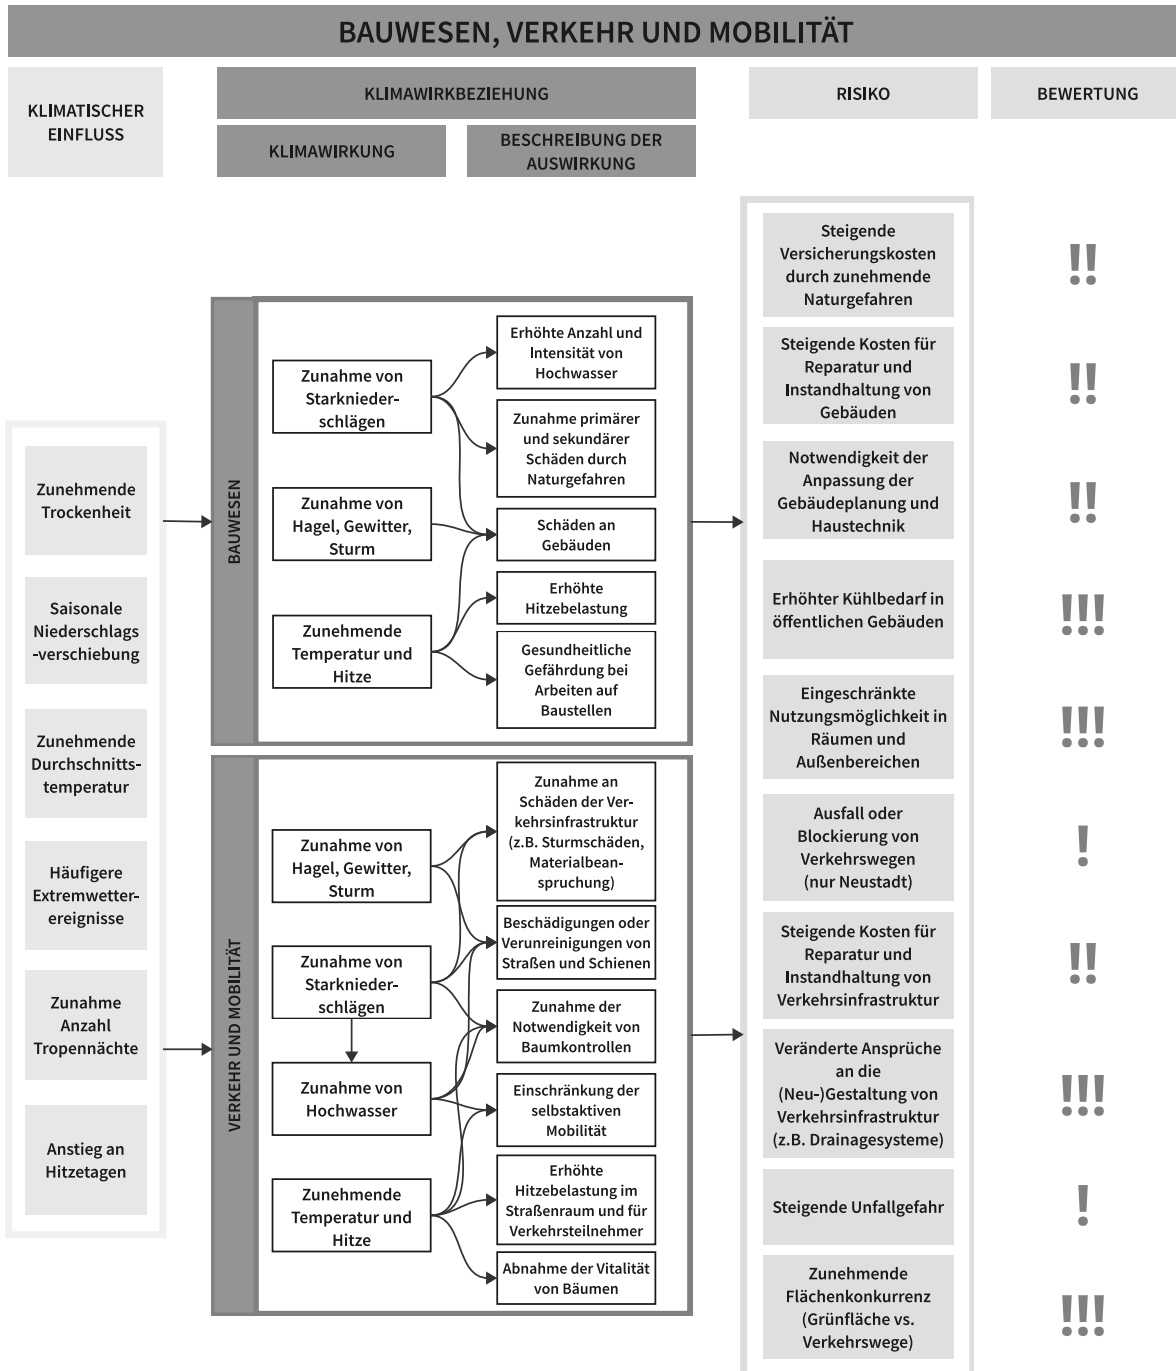 BAUWESEN, VERKEHR UND MOBILITÄT
KLIMATISCHER
EINFLUSS
KLIMAWIRKBEZIEHUNG
KLIMAWIRKUNG
BESCHREIBUNG DER
AUSWIRKUNG
RISIKO
BEWERTUNG
Zunehmende
Trockenheit
Saisonale
Niederschlags
-verschiebung
Zunehmende
Durchschnitts-
temperatur
Häufigere
Extremwetter-
ereignisse
Zunahme
Anzahl
Tropennächte
Anstieg an
Hitzetagen
BAUWESEN
Zunahme von
Starknieder-
schlägen
Zunahme von
Hagel, Gewitter,
Sturm
Zunehmende
Temperatur und
Hitze
Erhöhte Anzahl und
Intensität von
Hochwasser
Zunahme primärer
und sekundärer
Schäden durch
Naturgefahren
Schäden an
Gebäuden
Erhöhte
Hitzebelastung
Gesundheitliche
Gefährdung bei
Arbeiten auf
Baustellen
VERKEHR UND MOBILITÄT
Zunahme von
Hagel, Gewitter,
Sturm
Zunahme von
Starknieder-
schlägen
Zunahme von
Hochwasser
Zunehmende
Temperatur und
Hitze
Zunahme an
Schäden der Ver-
kehrsinfrastruktur
(z.B. Sturmschäden,
Materialbean-
spruchung)
Beschädigungen oder
Verunreinigungen von
Straßen und Schienen
Zunahme der
Notwendigkeit von
Baumkontrollen
Einschränkung der
selbstaktiven
Mobilität
Erhöhte
Hitzebelastung im
Straßenraum und für
Verkehrsteilnehmer
Abnahme der Vitalität
von Bäumen
Steigende
Versicherungskosten
durch zunehmende
Naturgefahren
!!
Steigende Kosten für
Reparatur und
Instandhaltung von
Gebäuden
!!
Notwendigkeit der
Anpassung der
Gebäudeplanung und
Haustechnik
!!
Erhöhter Kühlbedarf in
öffentlichen Gebäuden
!!!
Eingeschränkte
Nutzungsmöglichkeit in
Räumen und
Außenbereichen
!!!
Ausfall oder
Blockierung von
Verkehrswegen
(nur Neustadt)
!
Steigende Kosten für
Reparatur und
Instandhaltung von
Verkehrsinfrastruktur
!!
Veränderte Ansprüche
an die
(Neu-)Gestaltung von
Verkehrsinfrastruktur
(z.B. Drainagesysteme)
!!!
Steigende Unfallgefahr
!
Zunehmende
Flächenkonkurrenz
(Grünfläche vs.
Verkehrswege)
!!!